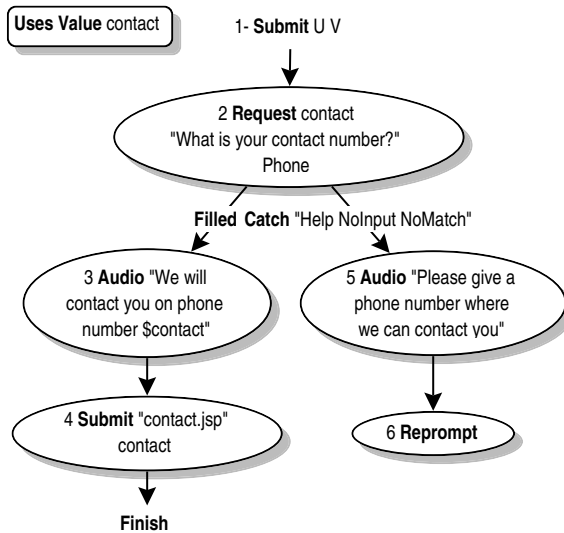 Uses Value contact
1- Submit U V
2 Request contact
"What is your contact number?"
Phone
Filled Catch "Help NoInput NoMatch"
3 Audio "We will
contact you on phone
number $contact"
5 Audio "Please give a
phone number where
we can contact you"
4 Submit "contact.jsp"
contact
6 Reprompt
Finish